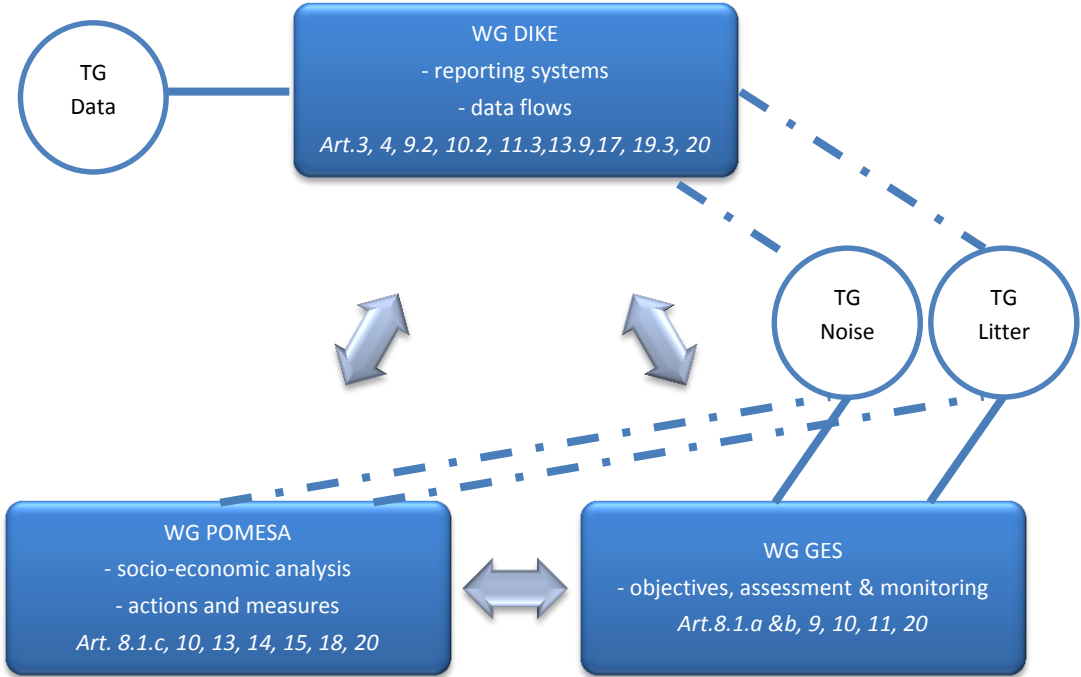 WG DIKE
- reporting systems
- data flows
Art.3, 4, 9.2, 10.2, 11.3,13.9,17, 19.3, 20
TG
Data
TG
Noise
TG
Litter
WG POMESA
- socio-economic analysis
- actions and measures
Art. 8.1.c, 10, 13, 14, 15, 18, 20
WG GES
- objectives, assessment & monitoring
Art.8.1.a &b, 9, 10, 11, 20